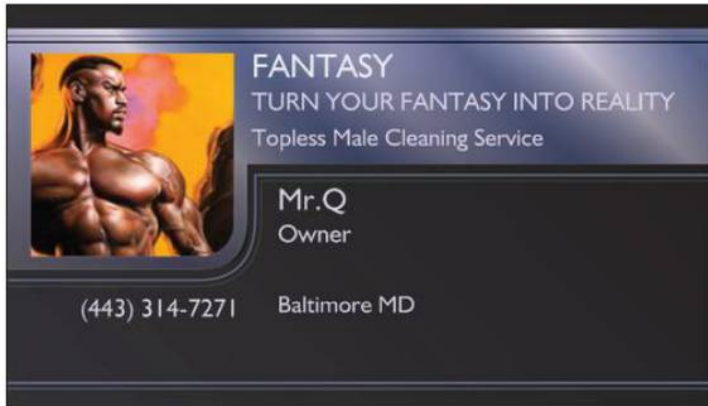 FANTASY
TURN YOUR FANTASY INTO REALITY
Topless Male Cleaning Service
Mr.Q
Owner
(443) 314-7271 Baltimore MD